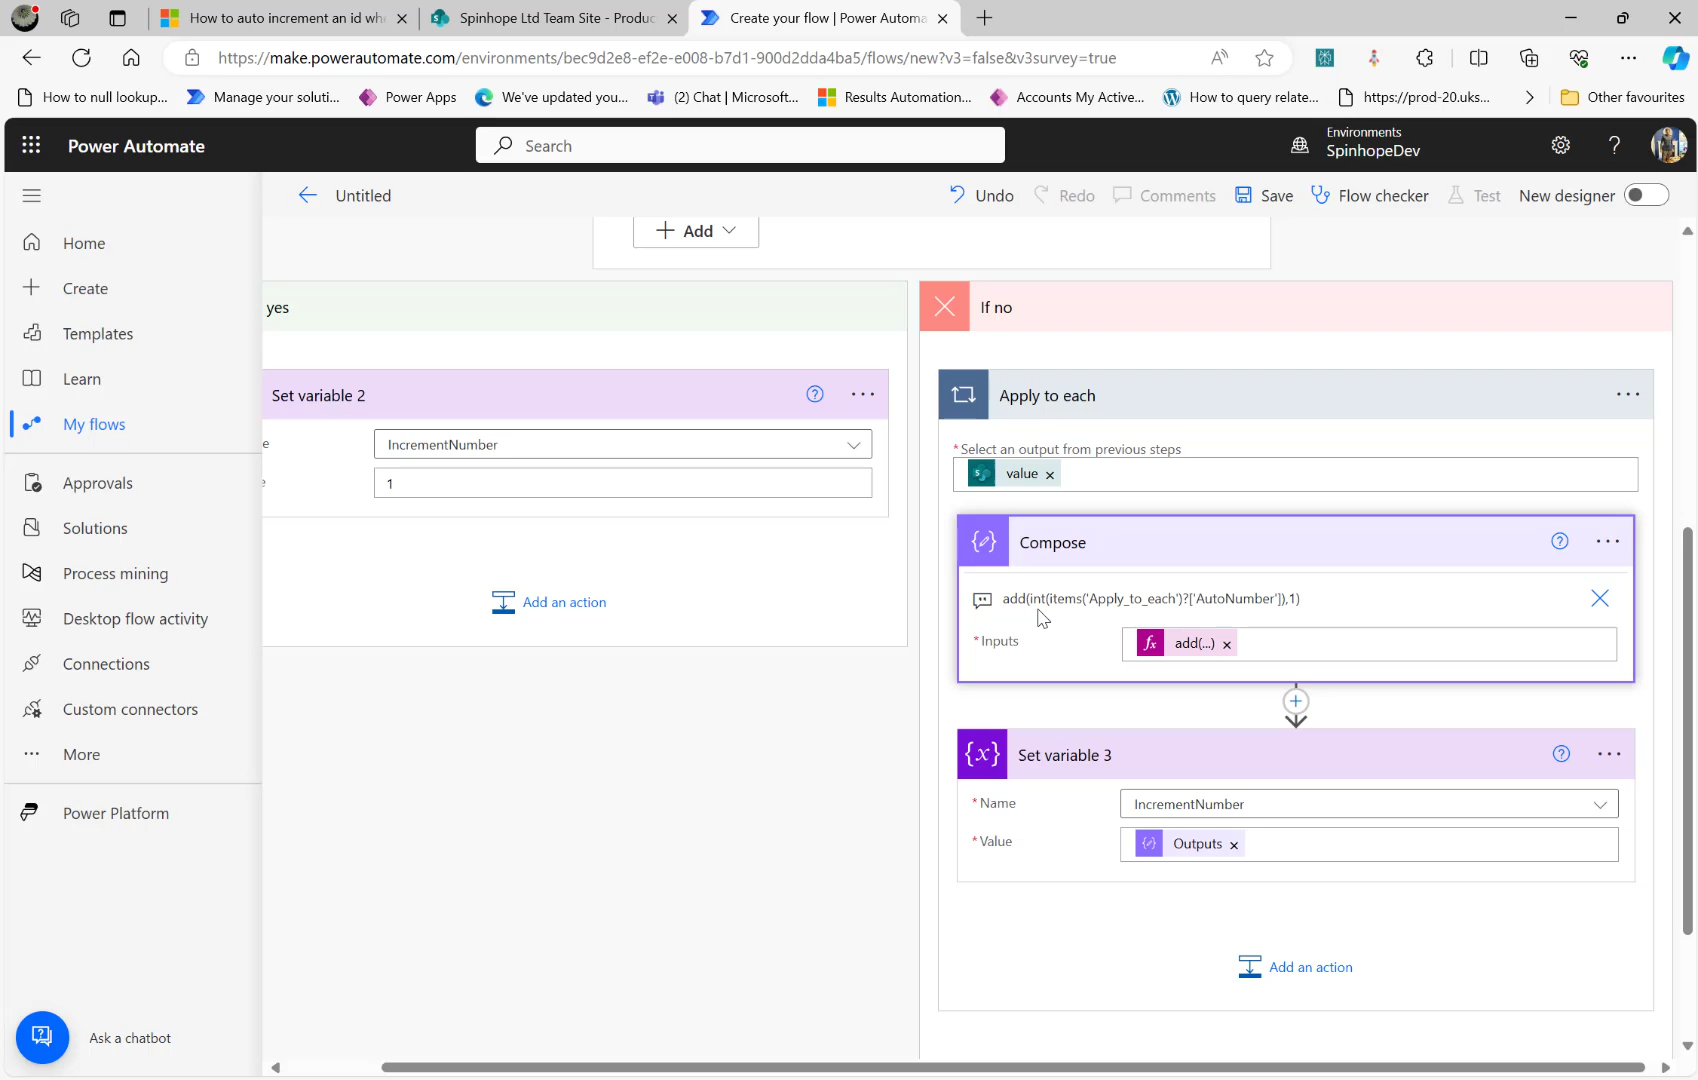 How to auto increment an id whe
Spinhope Ltd Team Site - Produc
Create your flow | Power Automa
https://make.powerautomate.com/environments/bec9d2e8-ef2e-e008-b7d1-900d2dda4ba5/flows/new?v3=false&v3survey=true
How to null lookup...
Manage your soluti...
Power Apps
We've updated you...
(2) Chat | Microsoft...
Results Automation...
Accounts My Active...
How to query relate...
https://prod-20.uks...
Other favourites
Power Automate
Search
Environments
SpinhopeDev
Untitled
Undo
Redo
Comments
Save
Flow checker
Test
New designer
Home
Create
Templates
Learn
My flows
Approvals
Solutions
Process mining
Desktop flow activity
Connections
Custom connectors
More
Power Platform
Ask a chatbot
Add
yes
Set variable 2
e
IncrementNumber
e
1
Add an action
If no
Apply to each
*Select an output from previous steps
value
Compose
add(int(items('Apply_to_each')?['AutoNumber']),1)
*Inputs
fx add(...)
{x} Set variable 3
*Name
IncrementNumber
*Value
Outputs
Add an action